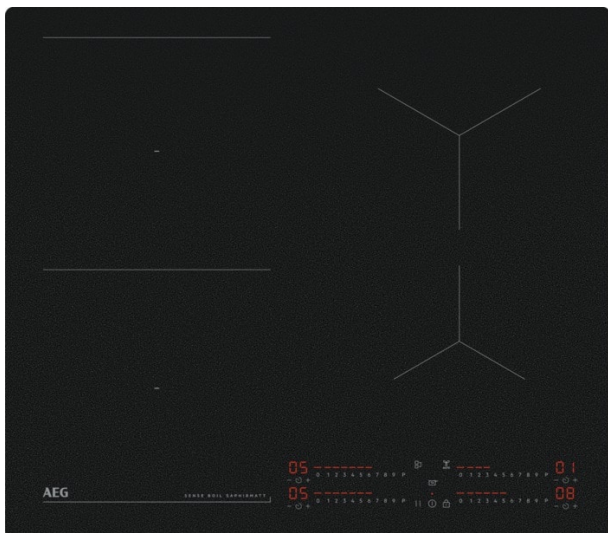 05 0 1 2 3 4 5 6 7 8 9 P 0 1 2 3 4 5 6 7 8 9 P 01
- +  - +
AEG SENSE BOIL SAPHIRMATT
05 0 1 2 3 4 5 6 7 8 9 P 0 1 2 3 4 5 6 7 8 9 P 08
- +  - +